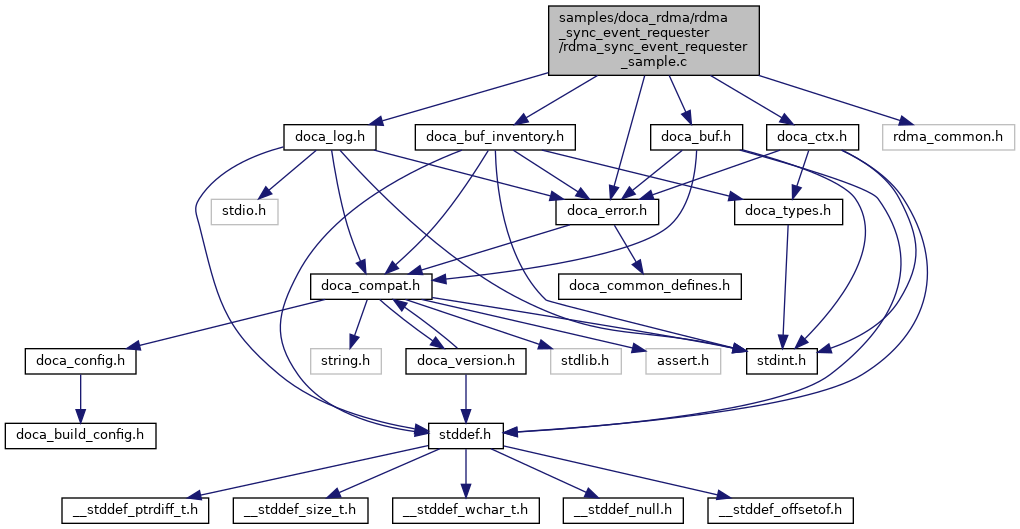 samples/doca_rdma/rdma
_sync_event_requester
/rdma_sync_event_requester
_sample.c
doca_log.h
doca_buf_inventory.h
doca_buf.h
doca_ctx.h
rdma_common.h
stdio.h
doca_error.h
doca_types.h
doca_compat.h
doca_common_defines.h
doca_config.h
string.h
doca_version.h
stdlib.h
assert.h
stdint.h
doca_build_config.h
stddef.h
__stddef_ptrdiff_t.h
__stddef_size_t.h
__stddef_wchar_t.h
__stddef_null.h
__stddef_offsetof.h